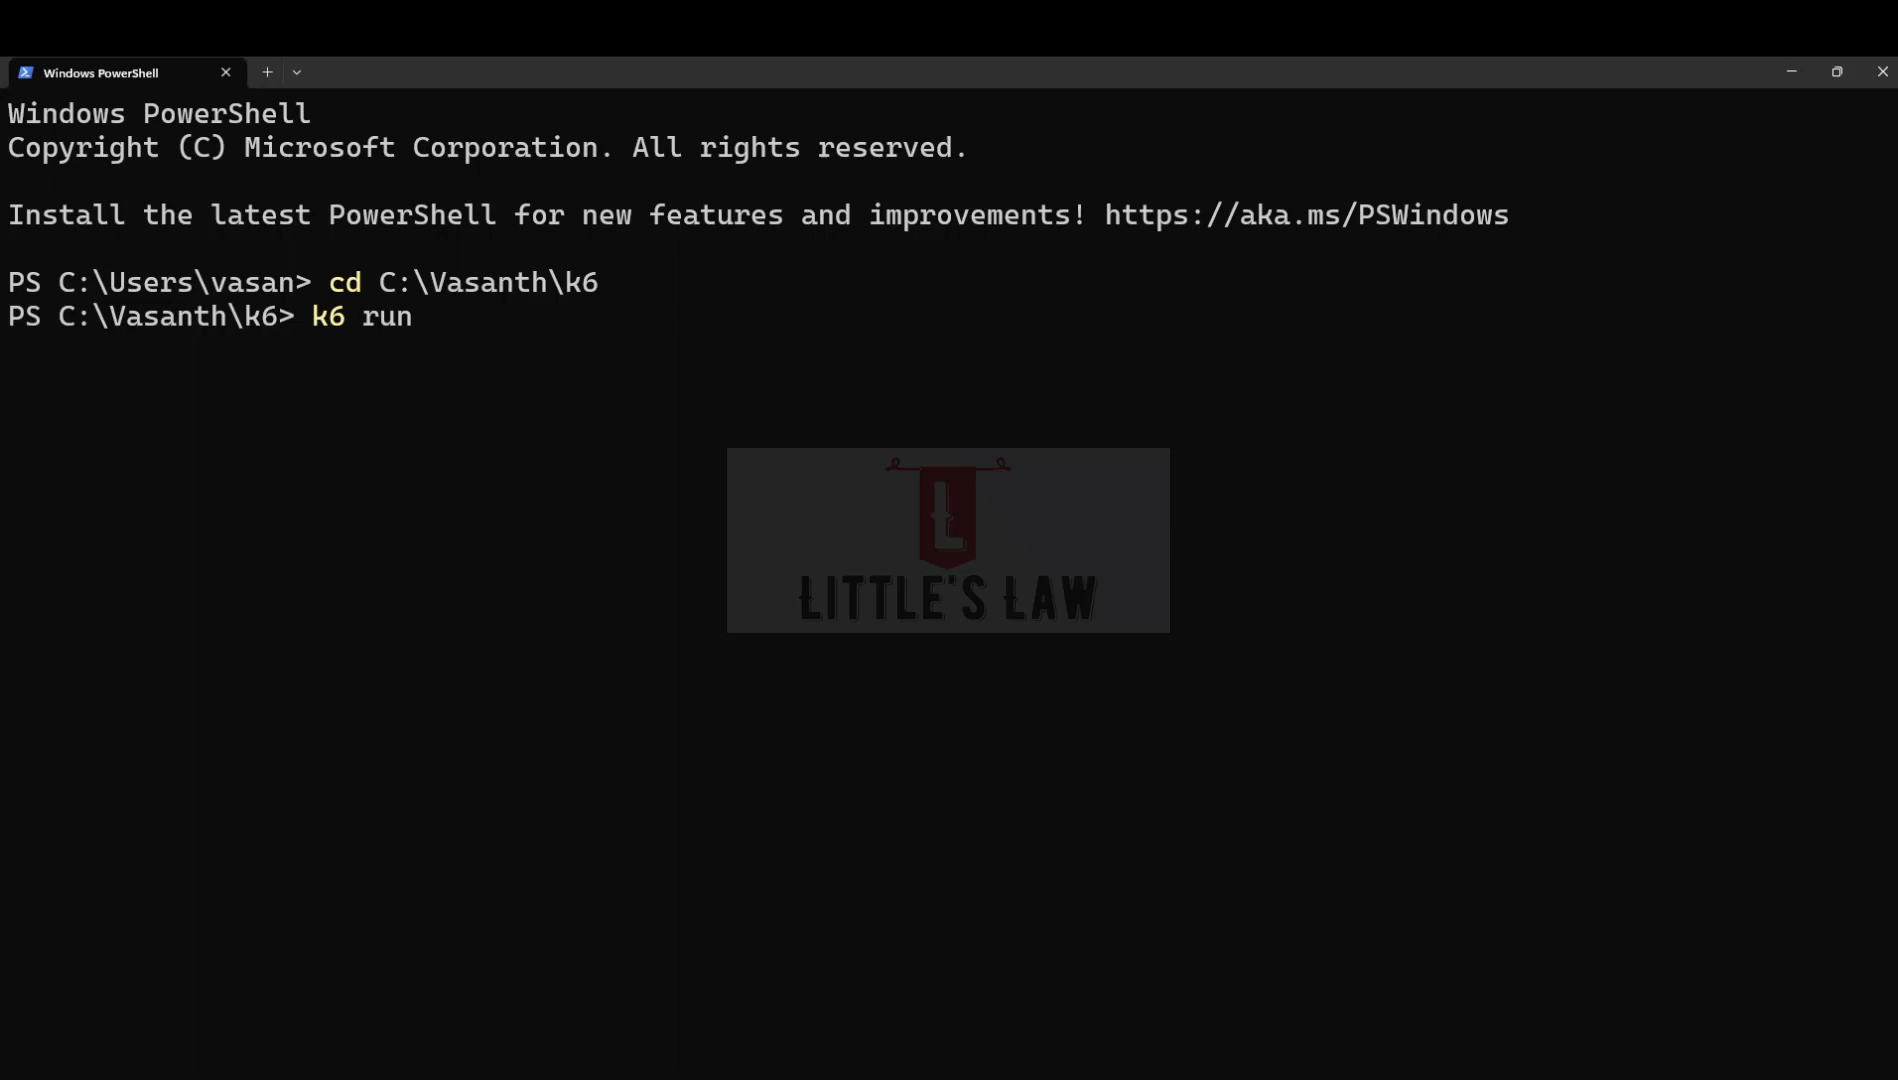 Windows PowerShell
Windows PowerShell
Copyright (C) Microsoft Corporation. All rights reserved.
Install the latest PowerShell for new features and improvements! https://aka.ms/PSWindows
PS C:\Users\vasan> cd C:\Vasanth\k6
PS C:\Vasanth\k6> k6 run
L
LITTLE'S LAW